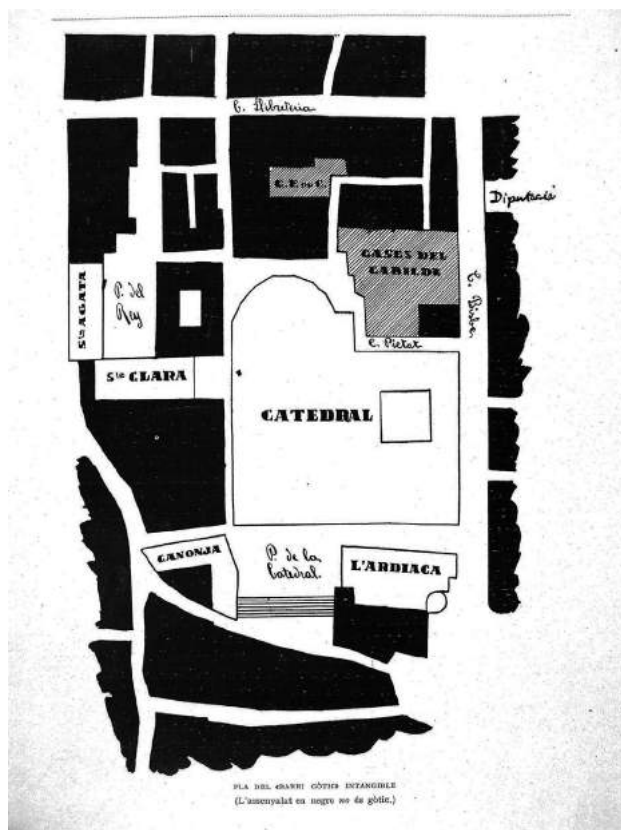 C. Llibreteria
C. E. DE C.
Diputació
CASES DEL
CABILDE
C. Bisbe
Sta AGATA
P. del
Rey
C. Pietat
Sta CLARA
CATEDRAL
CANONJA
P. de la
Catedral.
L'ARDIACA
PLA DEL «BARRI GÒTIC» INTANGIBLE
(L'assenyalat en negre no és gòtic.)